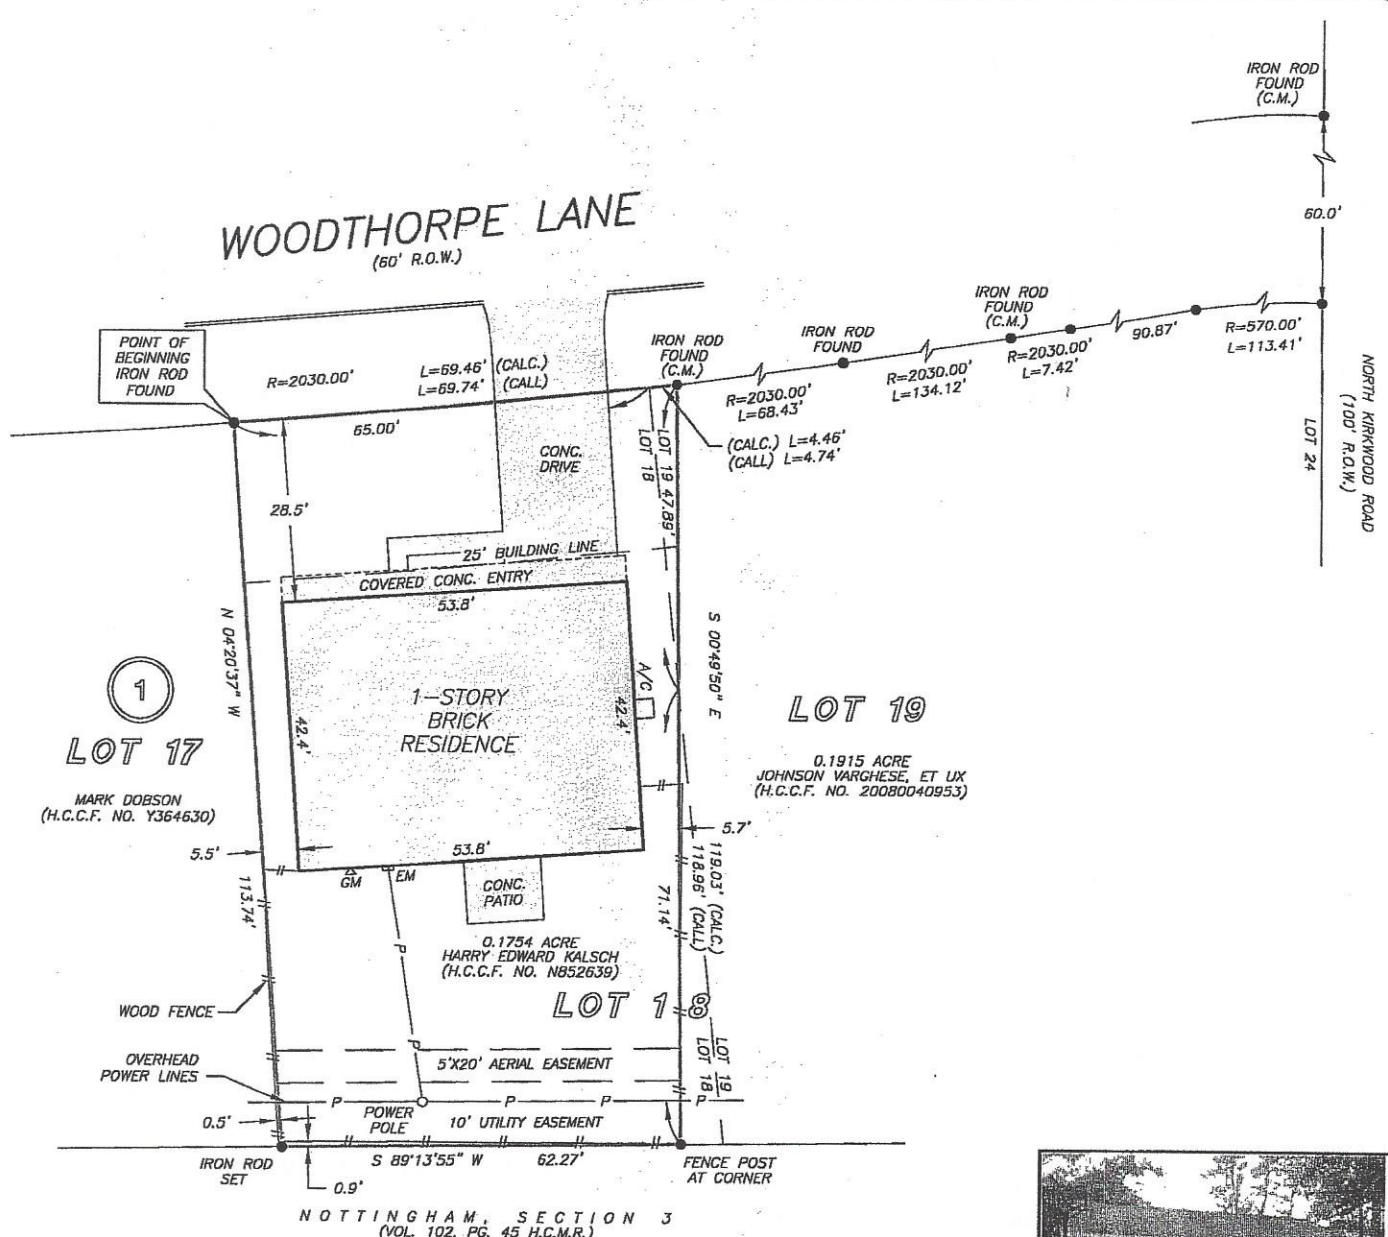 IRON ROD
FOUND
(C.M.)
60.0'
WOODTHORPE LANE
(60' R.O.W.)
POINT OF
BEGINNING
IRON ROD
FOUND
R=2030.00'
L=69.46' (CALC.)
L=69.74' (CALL)
65.00'
IRON ROD
FOUND
(C.M.)
IRON ROD
FOUND
IRON ROD
FOUND
(C.M.)
R=2030.00'
L=68.43'
R=2030.00'
L=134.12'
R=2030.00'
L=7.42'
90.87'
R=570.00'
L=113.41'
NORTH KIRKWOOD ROAD
(100' R.O.W.)
LOT 24
(CALC.) L=4.46'
(CALL) L=4.74'
CONC.
DRIVE
LOT 19
LOT 18
47.89'
28.5'
25' BUILDING LINE
COVERED CONC. ENTRY
53.8'
N 04°20'37" W
S 00°49'50" E
1
LOT 17
MARK DOBSON
(H.C.C.F. NO. Y364630)
1-STORY
BRICK
RESIDENCE
42.4'
42.4'
A/C
LOT 19
0.1915 ACRE
JOHNSON VARGHESE, ET UX
(H.C.C.F. NO. 20080040953)
5.5'
53.8'
5.7'
GM
EM
CONC.
PATIO
113.74'
71.14'
119.03' (CALC.)
118.96' (CALL)
P
0.1754 ACRE
HARRY EDWARD KALSCH
(H.C.C.F. NO. N852639)
LOT 18
WOOD FENCE
P
OVERHEAD
POWER LINES
5'X20' AERIAL EASEMENT
LOT 19
LOT 18
P P P P
POWER
POLE
10' UTILITY EASEMENT
0.5'
IRON ROD
SET
S 89°13'55" W 62.27'
FENCE POST
AT CORNER
0.9'
NOTTINGHAM, SECTION 3
(VOL. 102, PG. 45 H.C.M.R.)